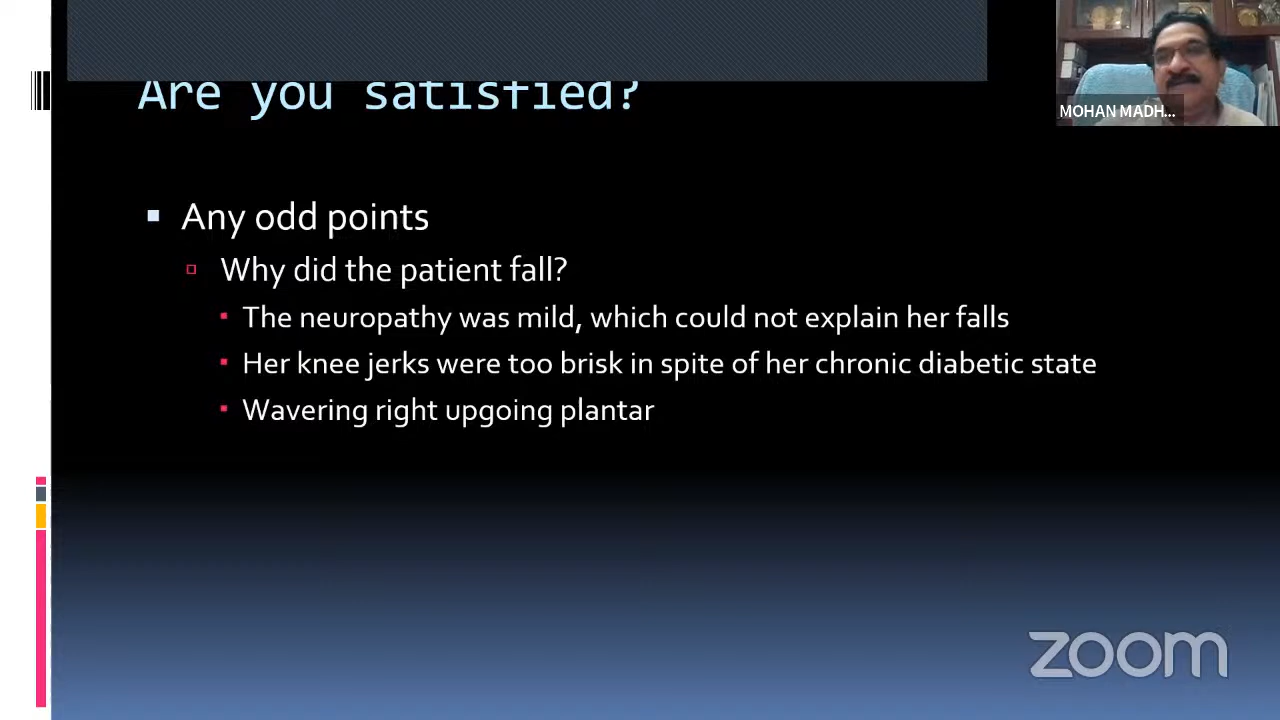 Are you satisfied?
MOHAN MADH...
Any odd points
Why did the patient fall?
The neuropathy was mild, which could not explain her falls
Her knee jerks were too brisk in spite of her chronic diabetic state
Wavering right upgoing plantar
zoom